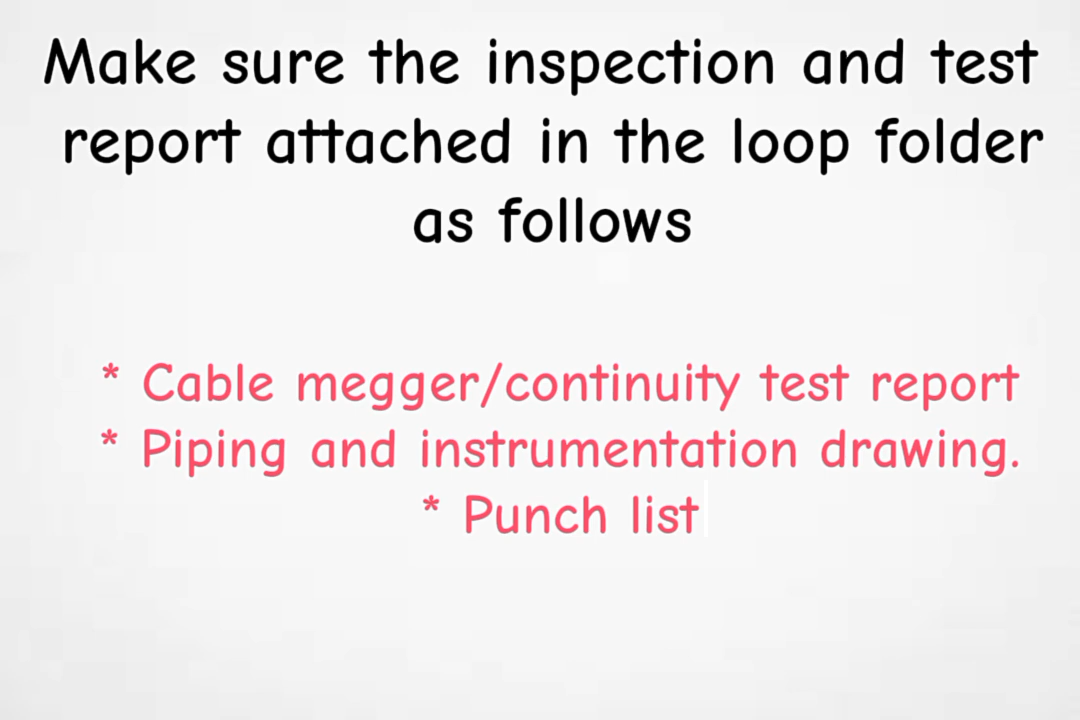 Make sure the inspection and test
report attached in the loop folder
as follows
* Cable megger/continuity test report
* Piping and instrumentation drawing.
* Punch list